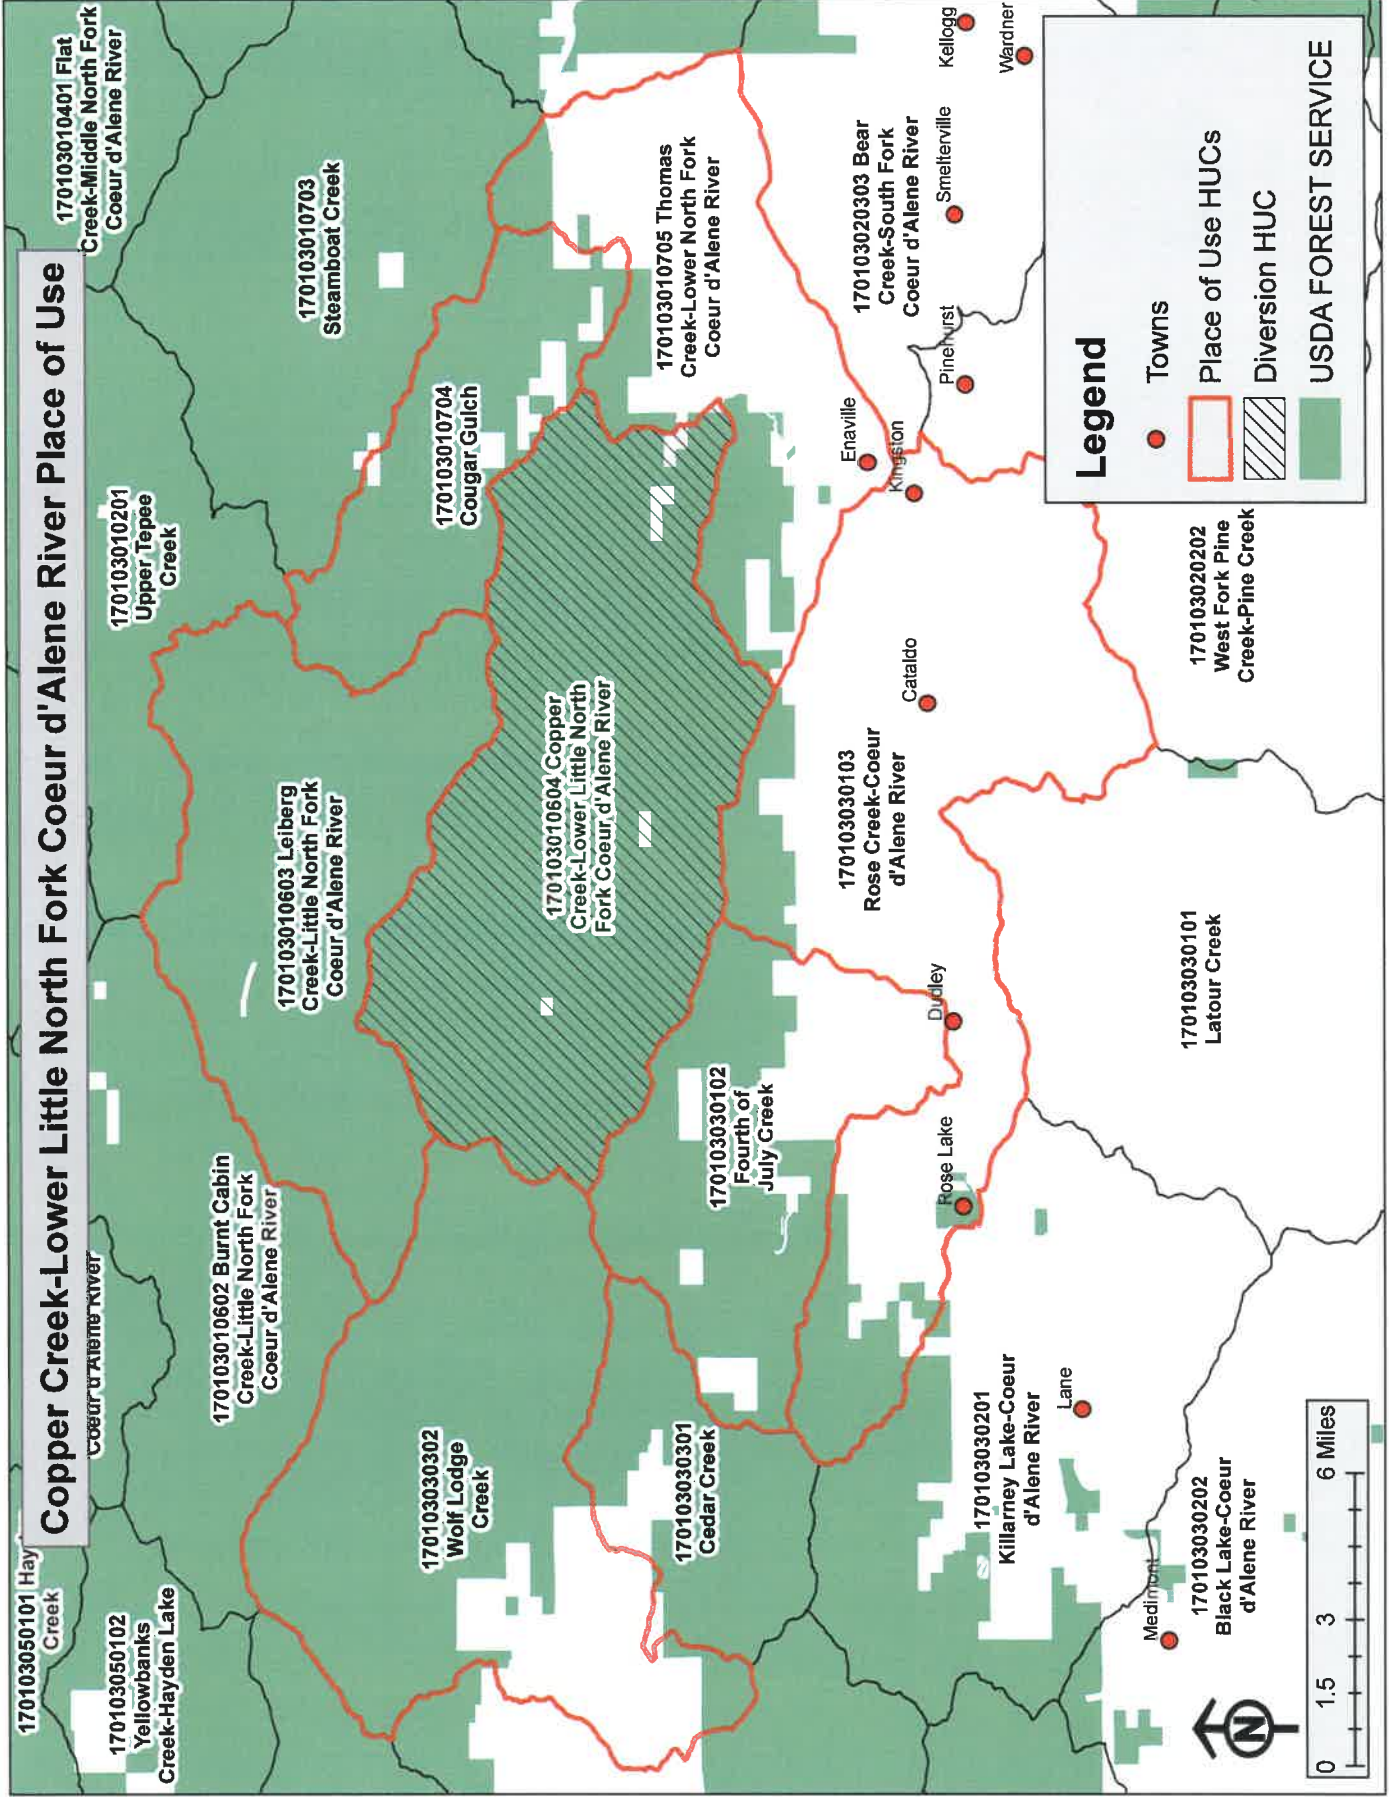 Copper Creek-Lower Little North Fork Coeur d'Alene River Place of Use
170103050101 Hay
Creek
170103050102
Yellowbanks
Creek-Hayden Lake
Coeur d'Alene River
170103010602 Burnt Cabin
Creek-Little North Fork
Coeur d'Alene River
170103010201
Upper Tepee
Creek
170103010401 Flat
Creek-Middle North Fork
Coeur d'Alene River
170103010603 Leiberg
Creek-Little North Fork
Coeur d'Alene River
170103010703
Steamboat Creek
170103030302
Wolf Lodge
Creek
170103010704
Cougar Gulch
170103010604 Copper
Creek-Lower Little North
Fork Coeur d'Alene River
170103030301
Cedar Creek
170103030102
Fourth of
July Creek
170103010705 Thomas
Creek-Lower North Fork
Coeur d'Alene River
170103030103
Rose Creek-Coeur
d'Alene River
170103020303 Bear
Creek-South Fork
Coeur d'Alene River
Enaville
Kingston
Pinehurst
Smelterville
Kellogg
Wardner
Cataldo
Dudley
Rose Lake
170103030201
Killarney Lake-Coeur
d'Alene River
Lane
Medimont
170103030202
Black Lake-Coeur
d'Alene River
170103030101
Latour Creek
170103020202
West Fork Pine
Creek-Pine Creek
N
0 1.5 3 6 Miles
Legend
Towns
Place of Use HUCs
Diversion HUC
USDA FOREST SERVICE